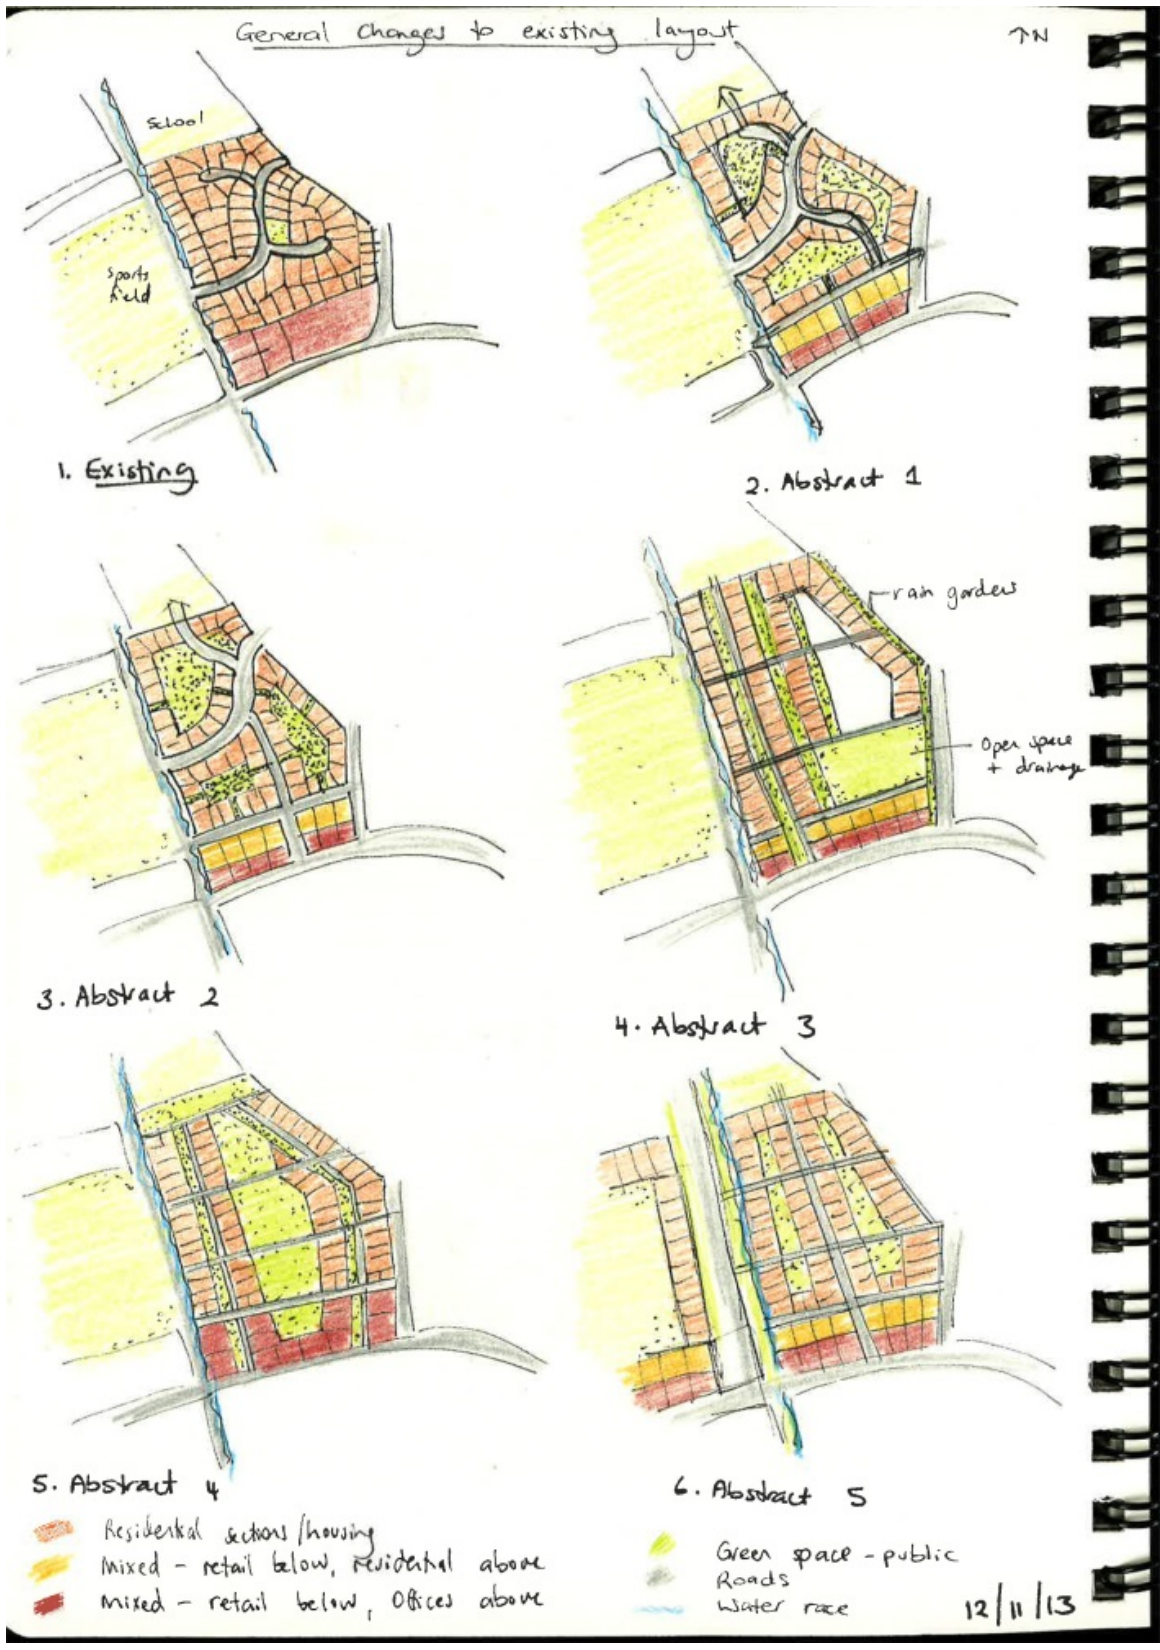 General Changes to existing layout
↑N
School
Sports
field
1. Existing
2. Abstract 1
rain gardens
Open space
+ drainage
3. Abstract 2
4. Abstract 3
5. Abstract 4
6. Abstract 5
Residential sections/housing
Mixed - retail below, residential above
Mixed - retail below, Offices above
Green space - public
Roads
Water race
12/11/13